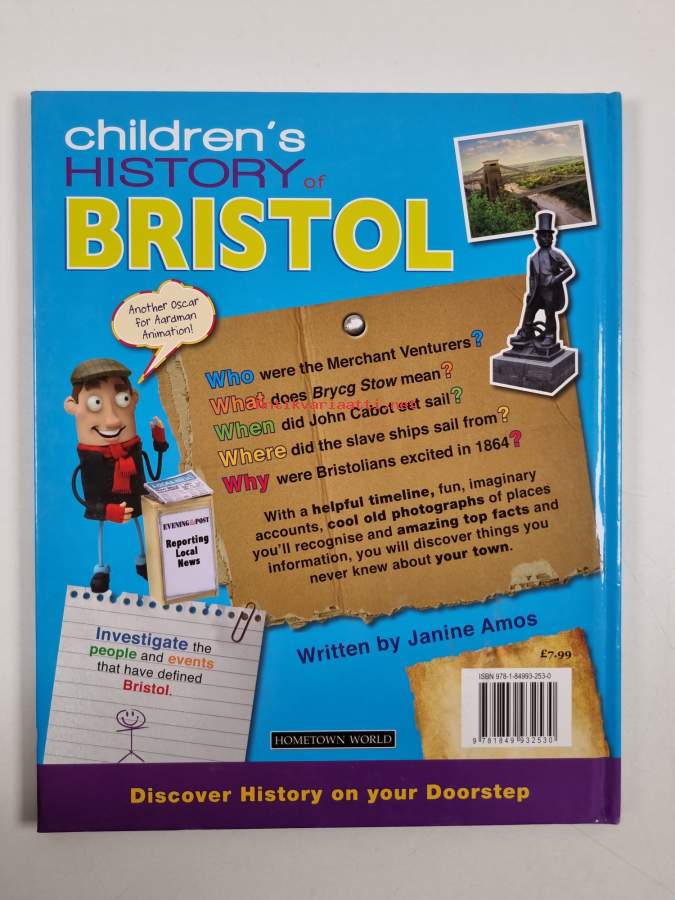 children's
HISTORY of
BRISTOL
Another Oscar
for Aardman
Animation!
Who were the Merchant Venturers?
What does Brycg Stow mean?
Antikvariaatti.net
When did John Cabot set sail?
Where did the slave ships sail from?
Why were Bristolians excited in 1864?
With a helpful timeline, fun, imaginary
accounts, cool old photographs of places
you'll recognise and amazing top facts and
information, you will discover things you
never knew about your town.
EVENING POST
Reporting
Local
News
Investigate the
people and events
that have defined
Bristol.
Written by Janine Amos
£7.99
ISBN 978-1-84993-253-0
9 781849 932530
HOMETOWN WORLD
Discover History on your Doorstep